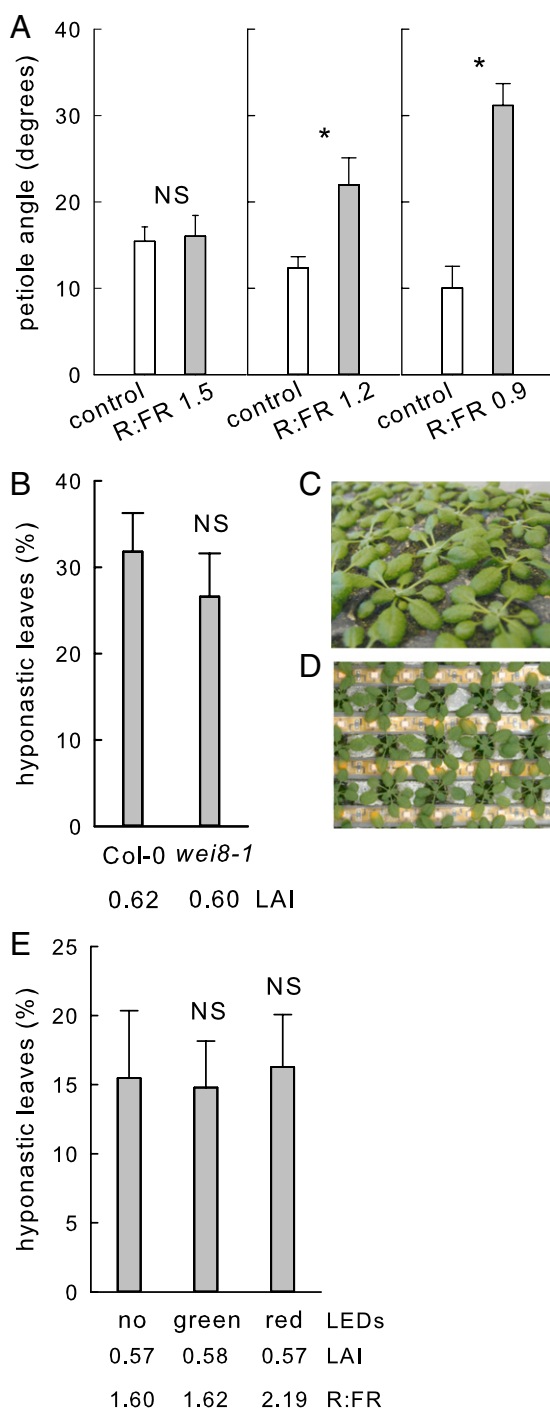 A
petiole angle (degrees)
40
30
20
10
0
NS
*
*
control
R:FR 1.5
control
R:FR 1.2
control
R:FR 0.9
B
hyponastic leaves (%)
40
30
20
10
0
NS
Col-0 wei8-1
0.62 0.60 LAI
C
D
E
hyponastic leaves (%)
25
20
15
10
5
0
NS
NS
no green red LEDs
0.57 0.58 0.57 LAI
1.60 1.62 2.19 R:FR